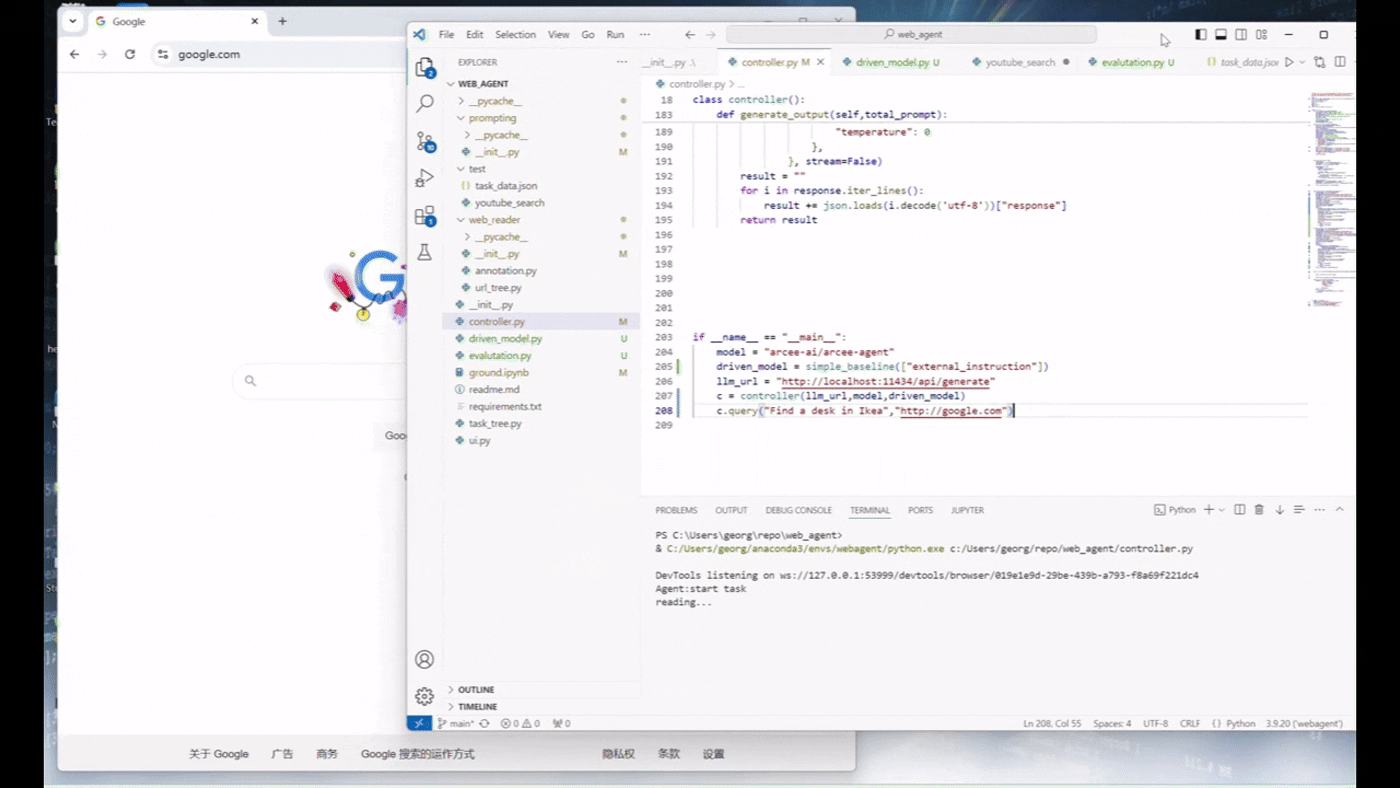 Google
google.com
关于 Google
广告
商务
Google 搜索的运作方式
隐私权
条款
设置
File Edit Selection View Go Run ...
web_agent
EXPLORER
WEB_AGENT
__pycache__
prompting
__pycache__
__init__.py M
test
task_data.json
youtube_search
web_reader
__pycache__
__init__.py M
annotation.py
url_tree.py
__init__.py
controller.py M
driven_model.py U
evalutation.py U
ground.ipynb M
readme.md
requirements.txt
task_tree.py
ui.py
OUTLINE
TIMELINE
__init__.py
controller.py M
driven_model.py U
youtube_search
evalutation.py U
task_data.json
controller.py > ...
18 class controller():
183 def generate_output(self,total_prompt):
189 "temperature": 0
190 },
191 }, stream=False)
192 result = ""
193 for i in response.iter_lines():
194 result += json.loads(i.decode('utf-8'))["response"]
195 return result
196
197
198
199
200
201
202
203 if __name__ == "__main__":
204 model = "arcee-ai/arcee-agent"
205 driven_model = simple_baseline(["external_instruction"])
206 llm_url = "http://localhost:11434/api/generate"
207 c = controller(llm_url,model,driven_model)
208 c.query("Find a desk in Ikea","http://google.com")
209
PROBLEMS OUTPUT DEBUG CONSOLE TERMINAL PORTS JUPYTER
Python
PS C:\Users\georg\repo\web_agent>
& C:/Users/georg/anaconda3/envs/webagent/python.exe c:/Users/georg/repo/web_agent/controller.py
DevTools listening on ws://127.0.0.1:53999/devtools/browser/019e1e9d-29be-439b-a793-f8a69f221dc4
Agent:start task
reading...
main* 0 0 0
Ln 208, Col 55 Spaces: 4 UTF-8 CRLF {} Python 3.9.20 ('webagent')